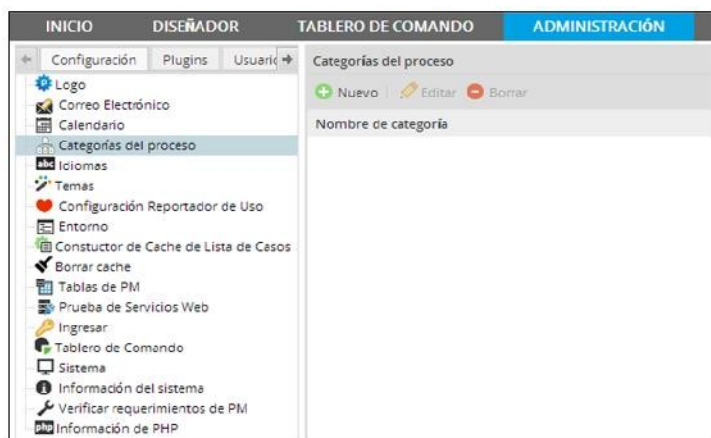 INICIO DISEÑADOR TABLERO DE COMANDO ADMINISTRACIÓN
Configuración Plugins Usuaric
Logo
Correo Electrónico
Calendario
Categorías del proceso
abc Idiomas
Temas
Configuración Reportador de Uso
Entorno
Constuctor de Cache de Lista de Casos
Borrar cache
Tablas de PM
Prueba de Servicios Web
Ingresar
Tablero de Comando
Sistema
Información del sistema
Verificar requerimientos de PM
php Información de PHP
Categorías del proceso
Nuevo Editar Borrar
Nombre de categoría